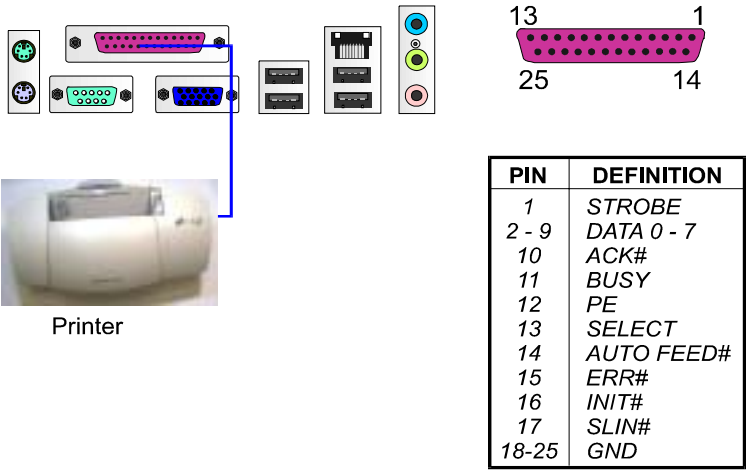 13 1
25 14
Printer
PIN DEFINITION
1 STROBE
2 - 9 DATA 0 - 7
10 ACK#
11 BUSY
12 PE
13 SELECT
14 AUTO FEED#
15 ERR#
16 INIT#
17 SLIN#
18-25 GND